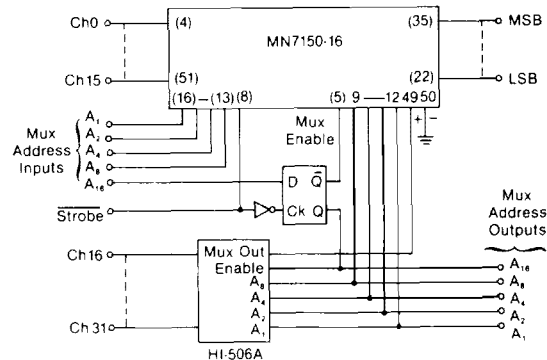 Ch0 (4) MN7150-16 (35) MSB
Ch15 (51) (22) LSB
(16)–(13) (8) (5) 9 — 12 49 50
+ –
Mux Address Inputs
A₁
A₂
A₄
A₈
A₁₆
Mux Enable
D Q̅
Ck Q
S̅t̅r̅o̅b̅e̅
Mux Address Outputs
Ch16
Ch31
Mux Out
Enable
A₈
A₄
A₂
A₁
HI-506A
A₁₆
A₈
A₄
A₂
A₁